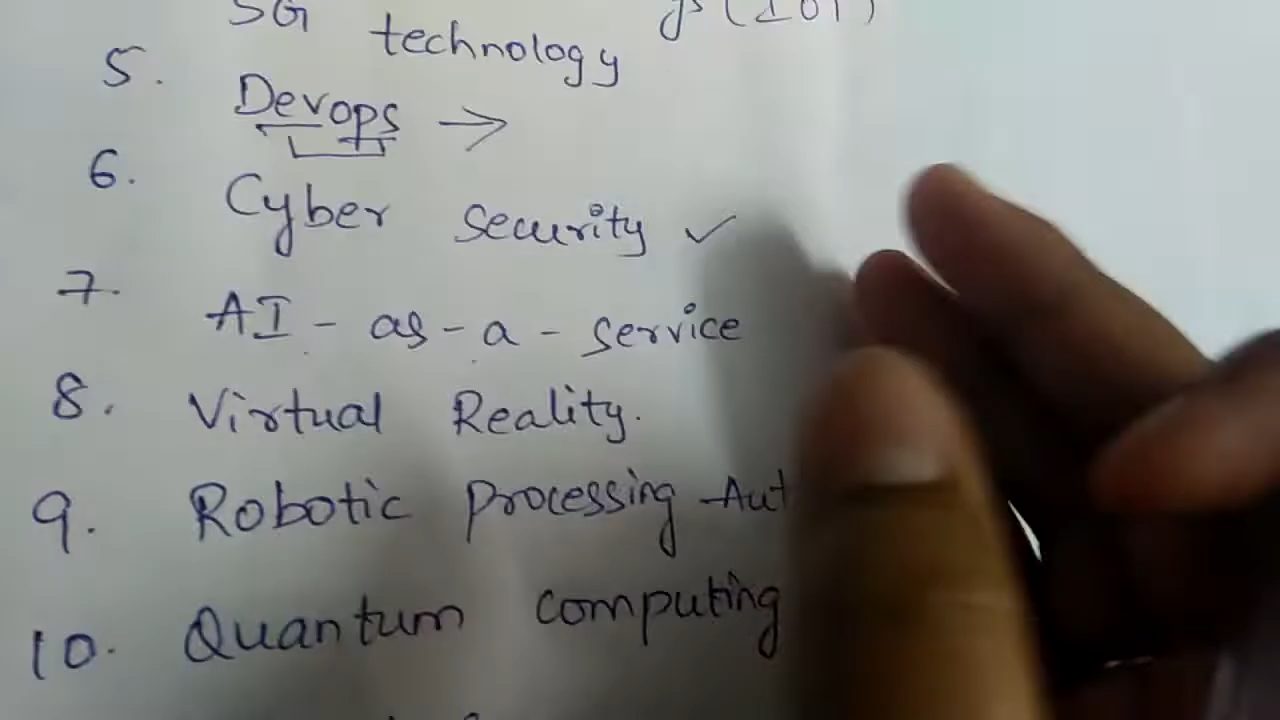 5G technology
5. Devops →
6. Cyber security ✓
7. AI - as - a - service
8. Virtual Reality.
9. Robotic Processing Aut
10. Quantum computing